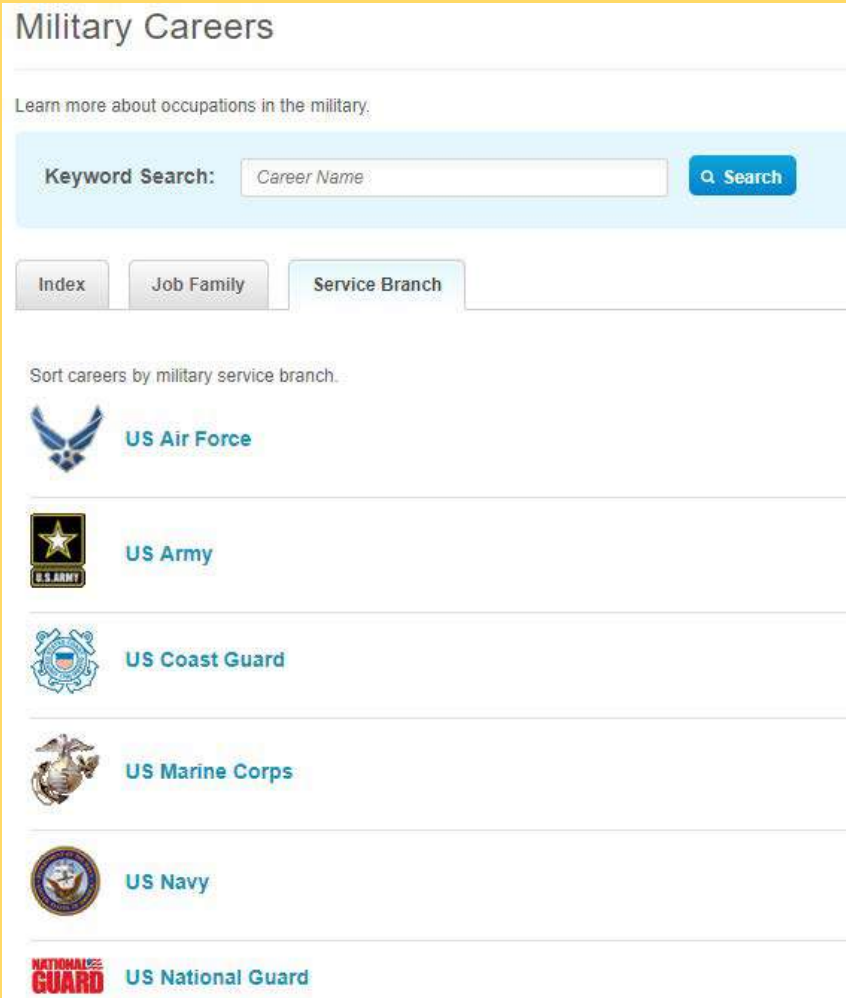 Military Careers
Learn more about occupations in the military.
Keyword Search: Career Name Search
Index Job Family Service Branch
Sort careers by military service branch.
US Air Force
U.S.ARMY
US Army
US Coast Guard
US Marine Corps
US Navy
NATIONAL
GUARD
US National Guard